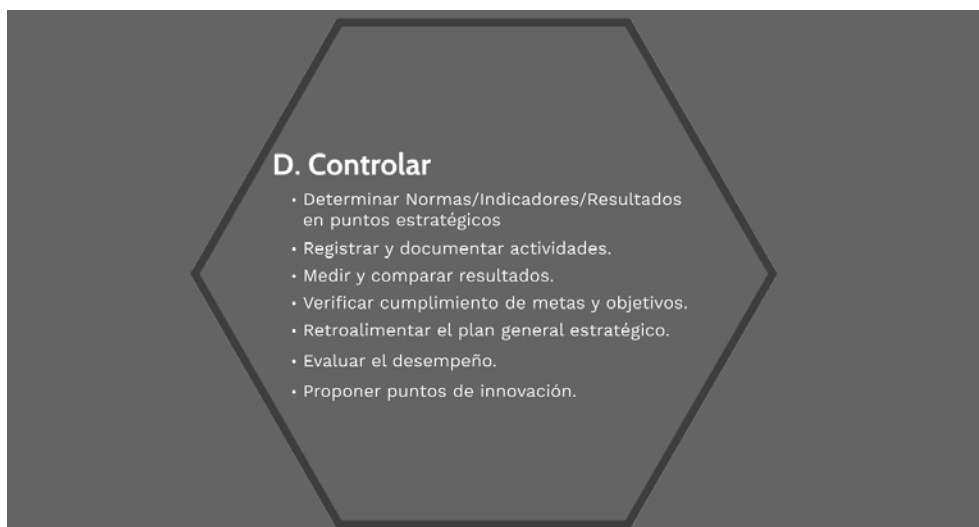 D. Controlar
• Determinar Normas/Indicadores/Resultados
en puntos estratégicos
• Registrar y documentar actividades.
• Medir y comparar resultados.
• Verificar cumplimiento de metas y objetivos.
• Retroalimentar el plan general estratégico.
• Evaluar el desempeño.
• Proponer puntos de innovación.